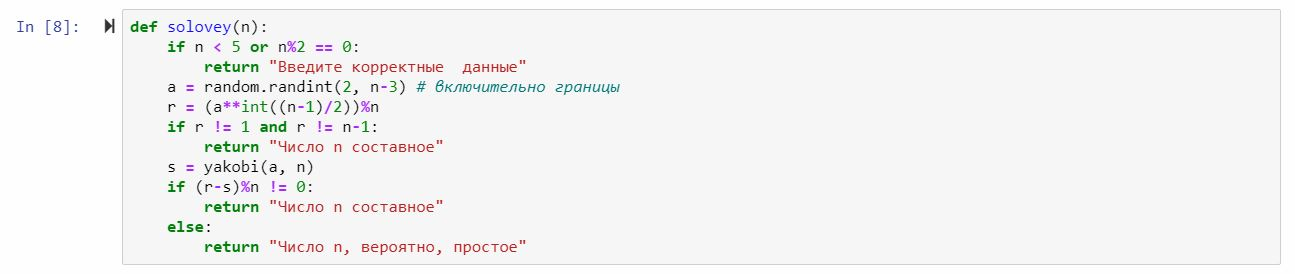 In [8]: def solovey(n):
    if n < 5 or n%2 == 0:
        return "Введите корректные  данные"
    a = random.randint(2, n-3) # включительно границы
    r = (a**int((n-1)/2))%n
    if r != 1 and r != n-1:
        return "Число n составное"
    s = yakobi(a, n)
    if (r-s)%n != 0:
        return "Число n составное"
    else:
        return "Число n, вероятно, простое"